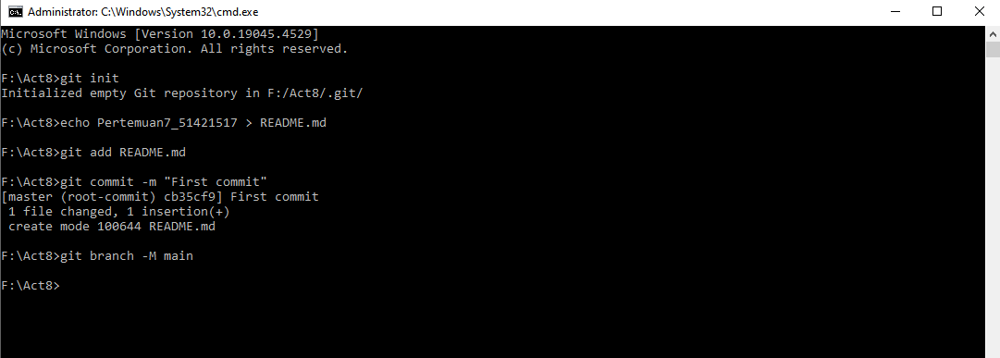 Administrator: C:\Windows\System32\cmd.exe
Microsoft Windows [Version 10.0.19045.4529]
(c) Microsoft Corporation. All rights reserved.
F:\Act8>git init
Initialized empty Git repository in F:/Act8/.git/
F:\Act8>echo Pertemuan7_51421517 > README.md
F:\Act8>git add README.md
F:\Act8>git commit -m "First commit"
[master (root-commit) cb35cf9] First commit
 1 file changed, 1 insertion(+)
 create mode 100644 README.md
F:\Act8>git branch -M main
F:\Act8>